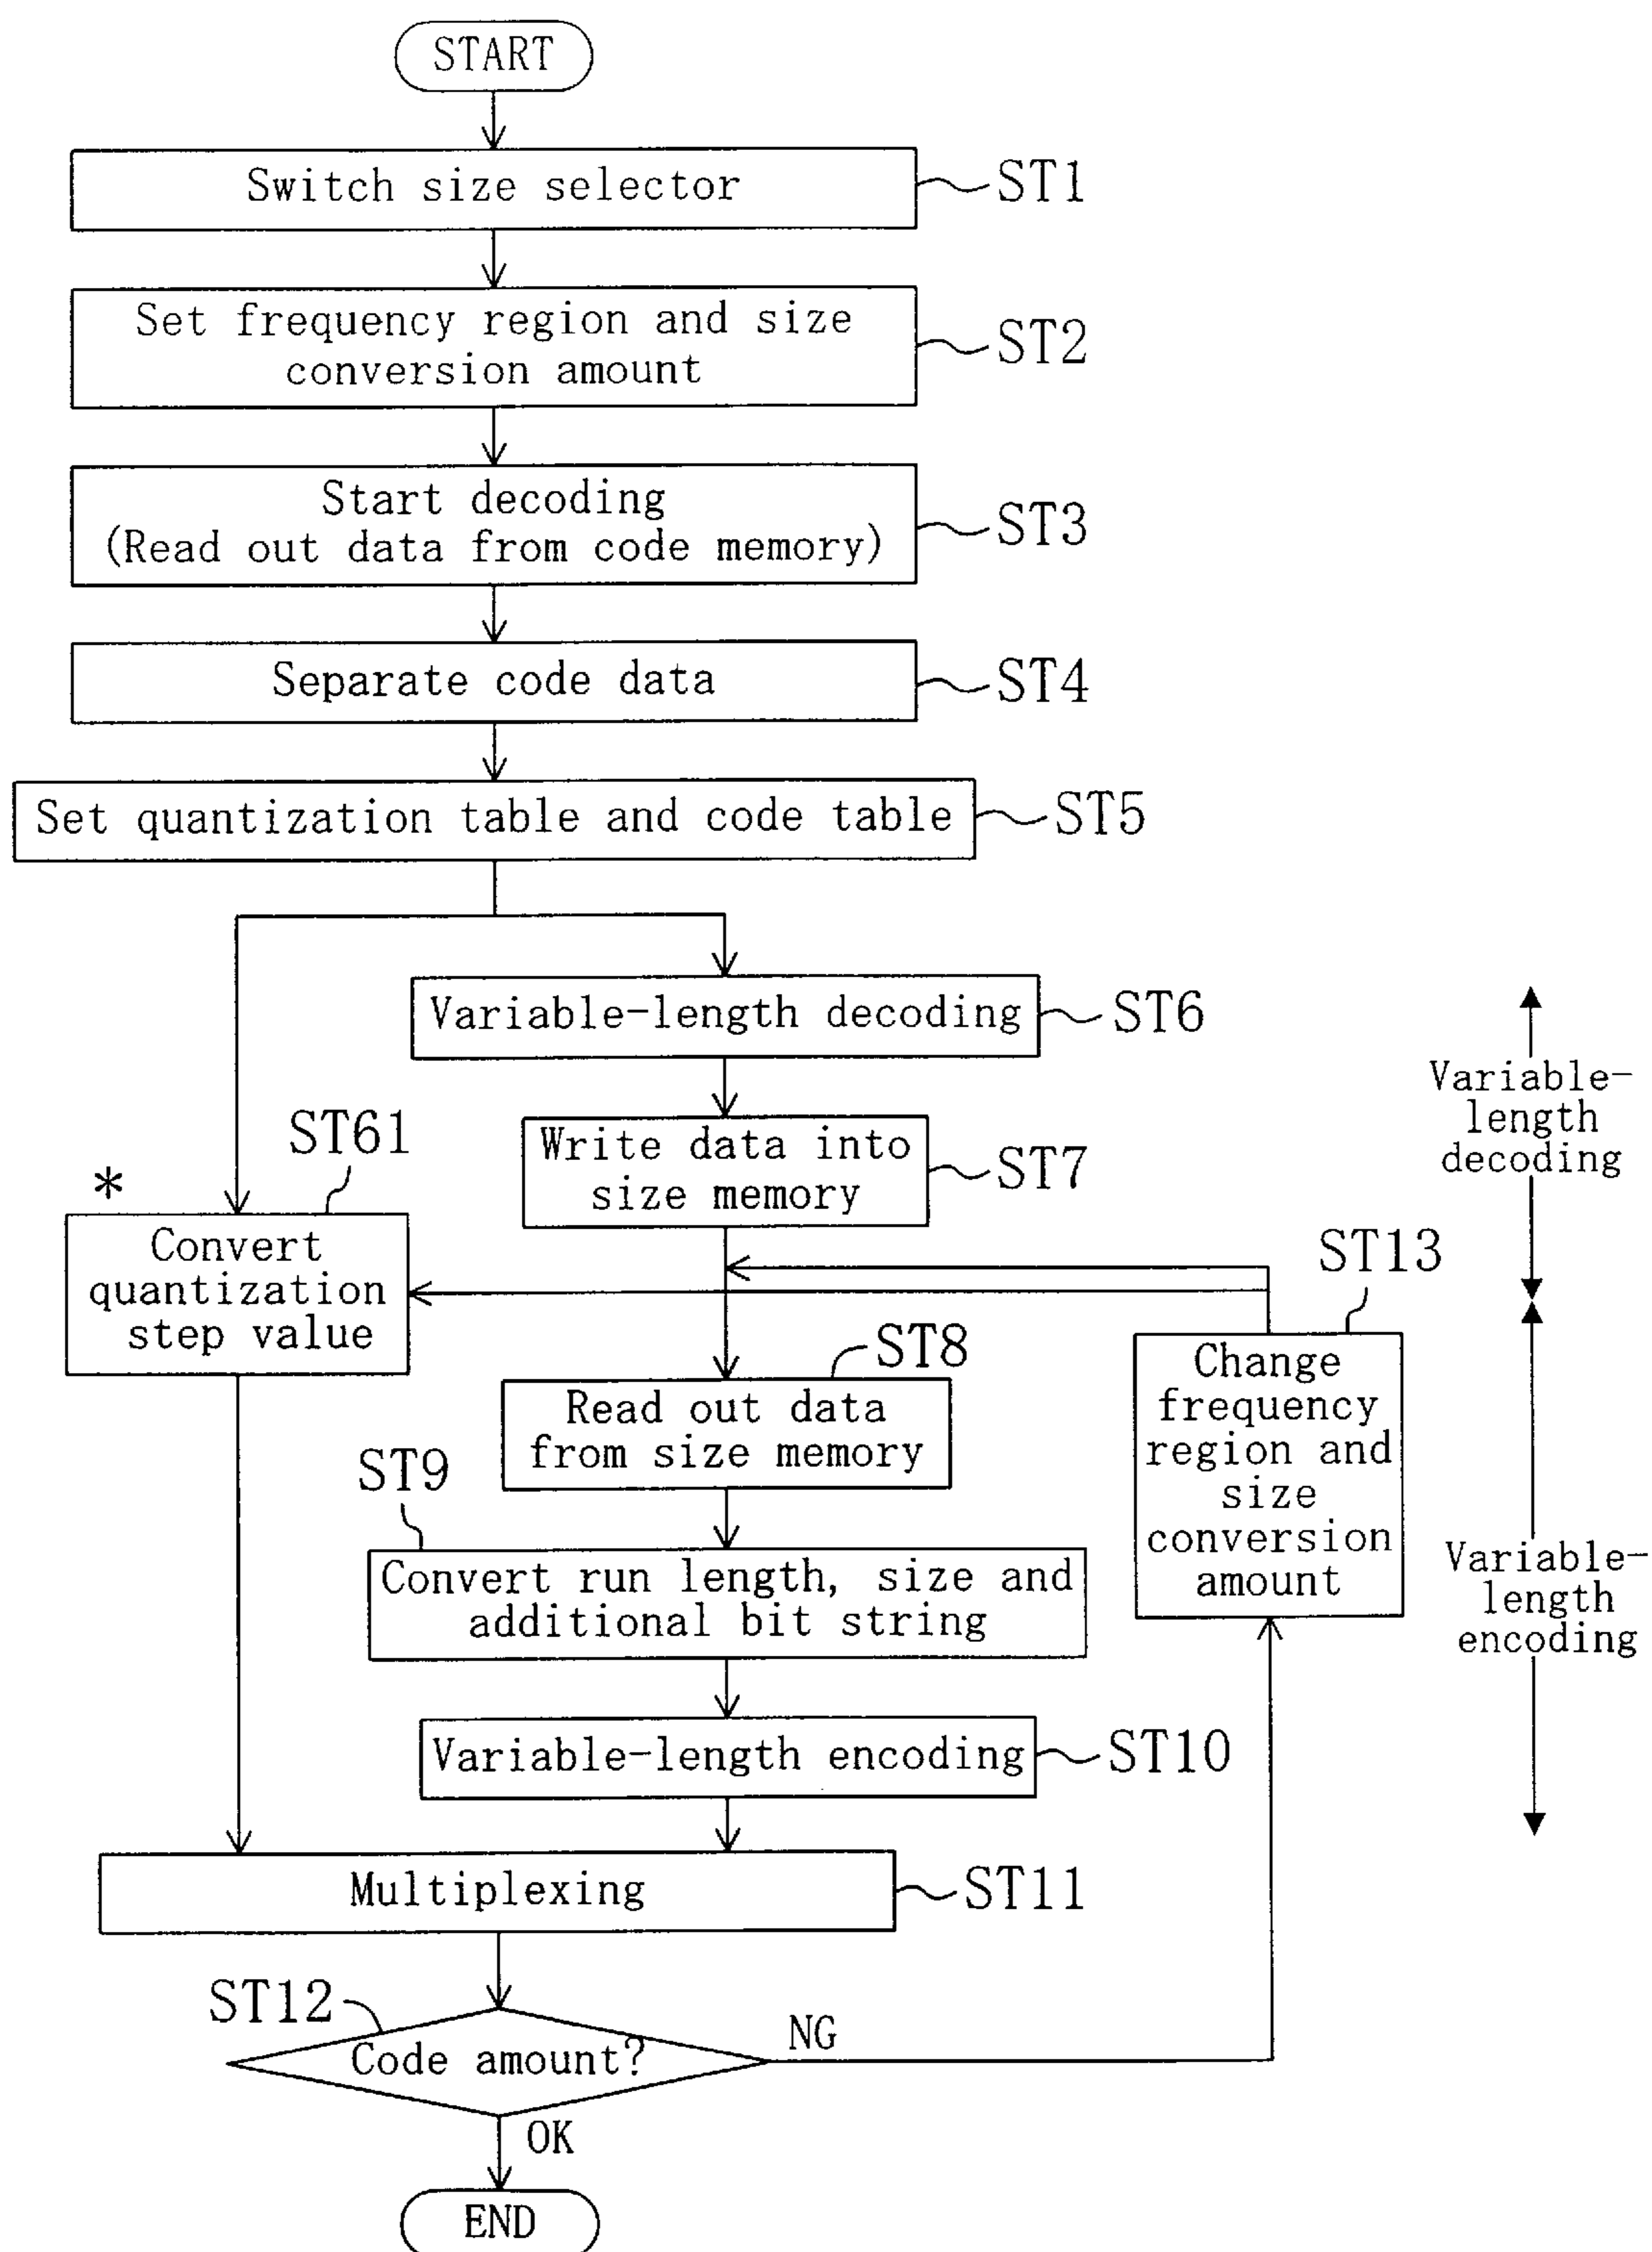 START
Switch size selector
ST1
Set frequency region and size
conversion amount
ST2
Start decoding
(Read out data from code memory)
ST3
Separate code data
ST4
Set quantization table and code table
ST5
Variable-length decoding
ST6
Variable-
length
decoding
ST61
*
Convert
quantization
step value
Write data into
size memory
ST7
ST13
Change
frequency
region and
size
conversion
amount
ST8
Read out data
from size memory
ST9
Convert run length, size and
additional bit string
Variable-
length
encoding
Variable-length encoding
ST10
Multiplexing
ST11
ST12
Code amount?
NG
OK
END